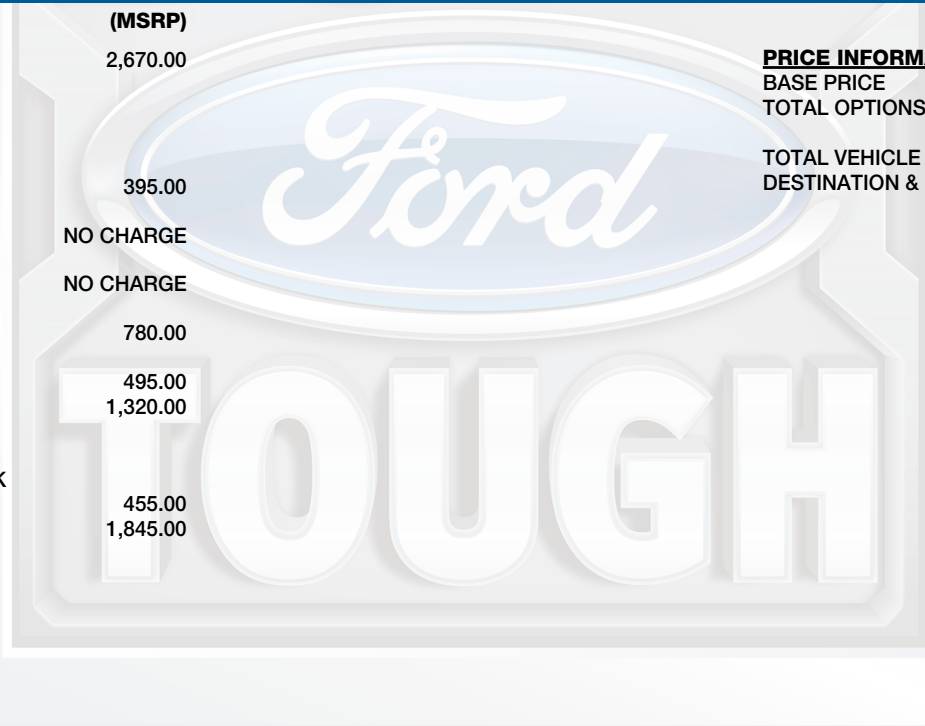 (MSRP)
2,670.00
395.00
NO CHARGE
NO CHARGE
780.00
495.00
1,320.00
K
455.00
1,845.00
PRICE INFORMA
BASE PRICE
TOTAL OPTIONS
TOTAL VEHICLE
DESTINATION &
Ford
TOUGH